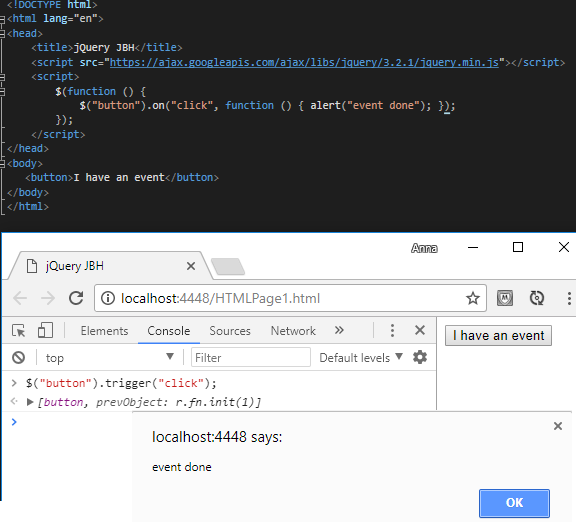 <!DOCTYPE html>
<html lang="en">
<head>
<title>jQuery JBH</title>
<script src="https://ajax.googleapis.com/ajax/libs/jquery/3.2.1/jquery.min.js"></script>
<script>
$(function () {
$("button").on("click", function () { alert("event done"); });
});
</script>
</head>
<body>
<button>I have an event</button>
</body>
</html>
Anna
jQuery JBH
localhost:4448/HTMLPage1.html
Elements Console Sources Network
I have an event
top Filter Default levels
$("button").trigger("click");
[button, prevObject: r.fn.init(1)]
localhost:4448 says:
event done
OK